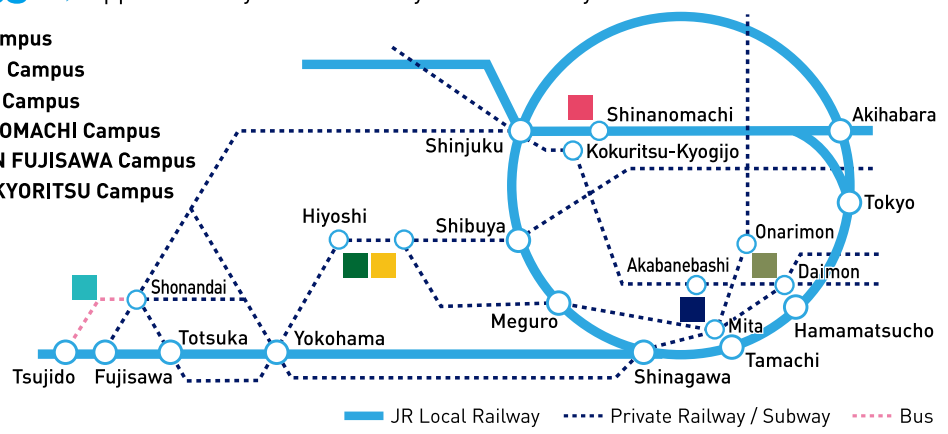 Campus
Campus
Campus
OMACHI Campus
N FUJISAWA Campus
KYORITSU Campus
Shinanomachi
Akihabara
Shinjuku
Kokuritsu-Kyogijo
Tokyo
Hiyoshi
Shibuya
Onarimon
Akabanebashi
Daimon
Shonandai
Meguro
Mita
Hamamatsucho
Totsuka
Yokohama
Tamachi
Tsujido
Fujisawa
Shinagawa
JR Local Railway
Private Railway / Subway
Bus